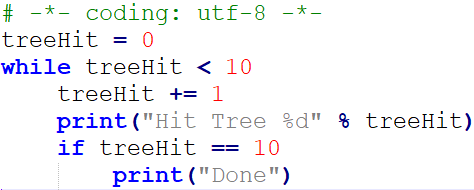 # -*- coding: utf-8 -*-
treeHit = 0
while treeHit < 10
    treeHit += 1
    print("Hit Tree %d" % treeHit)
    if treeHit == 10
        print("Done")